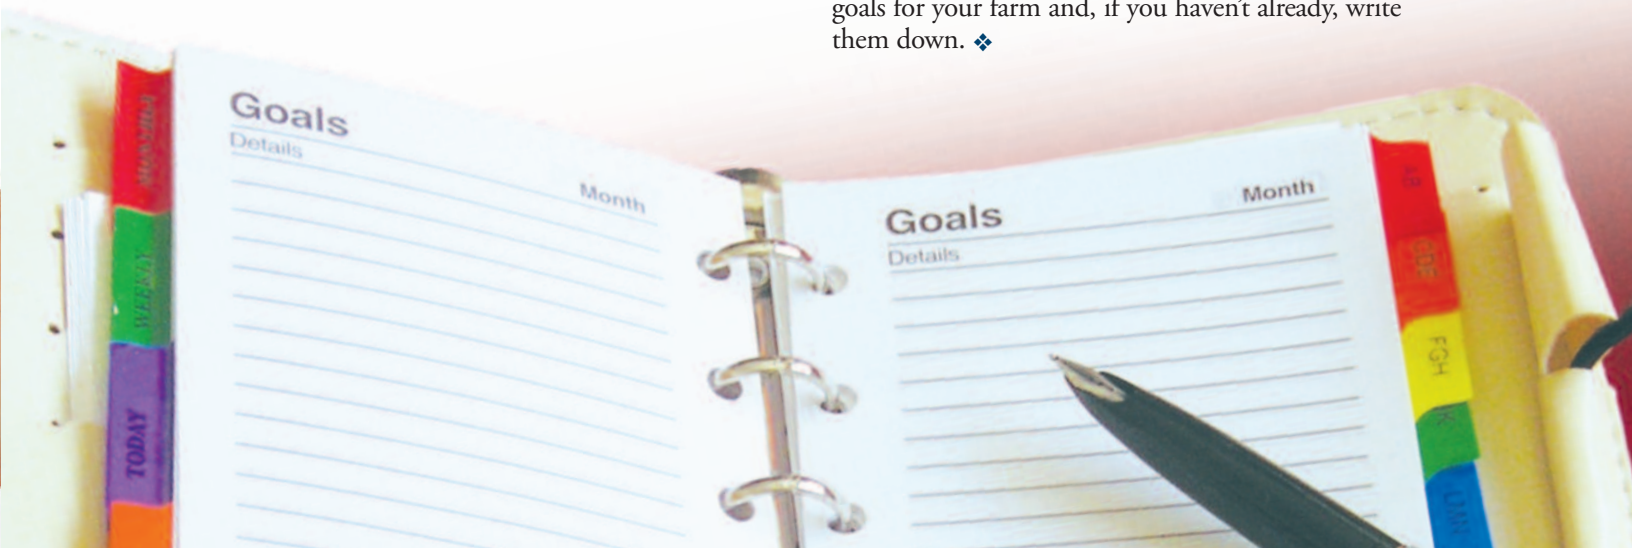 goals for your farm and, if you haven't already, write
them down. ❖
Goals
Details
Month
Goals
Month
Details
WEEKLY
TODAY
AB
CDE
FGH